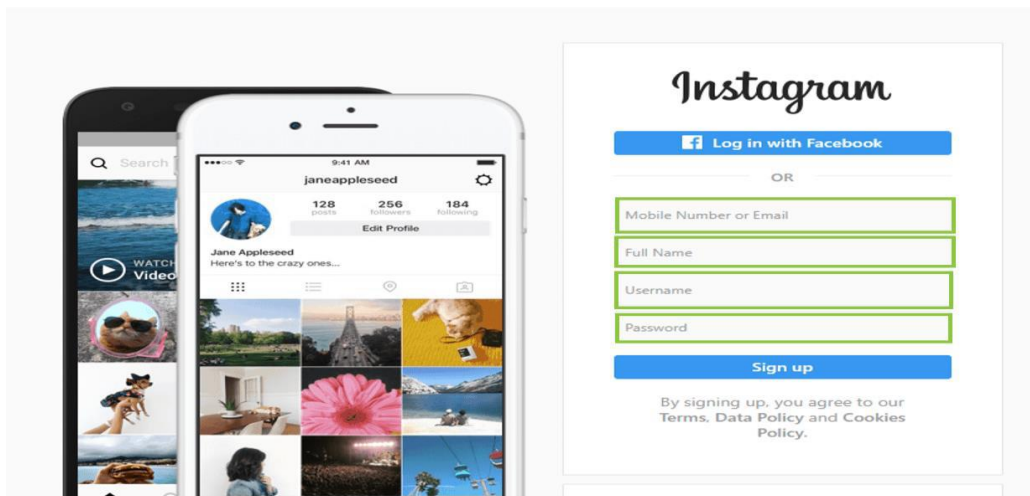 Search
WATCH
Video
9:41 AM
janeappleseed
128 256 184
posts followers following
Edit Profile
Jane Appleseed
Here's to the crazy ones...
Instagram
f Log in with Facebook
OR
Mobile Number or Email
Full Name
Username
Password
Sign up
By signing up, you agree to our
Terms, Data Policy and Cookies
Policy.